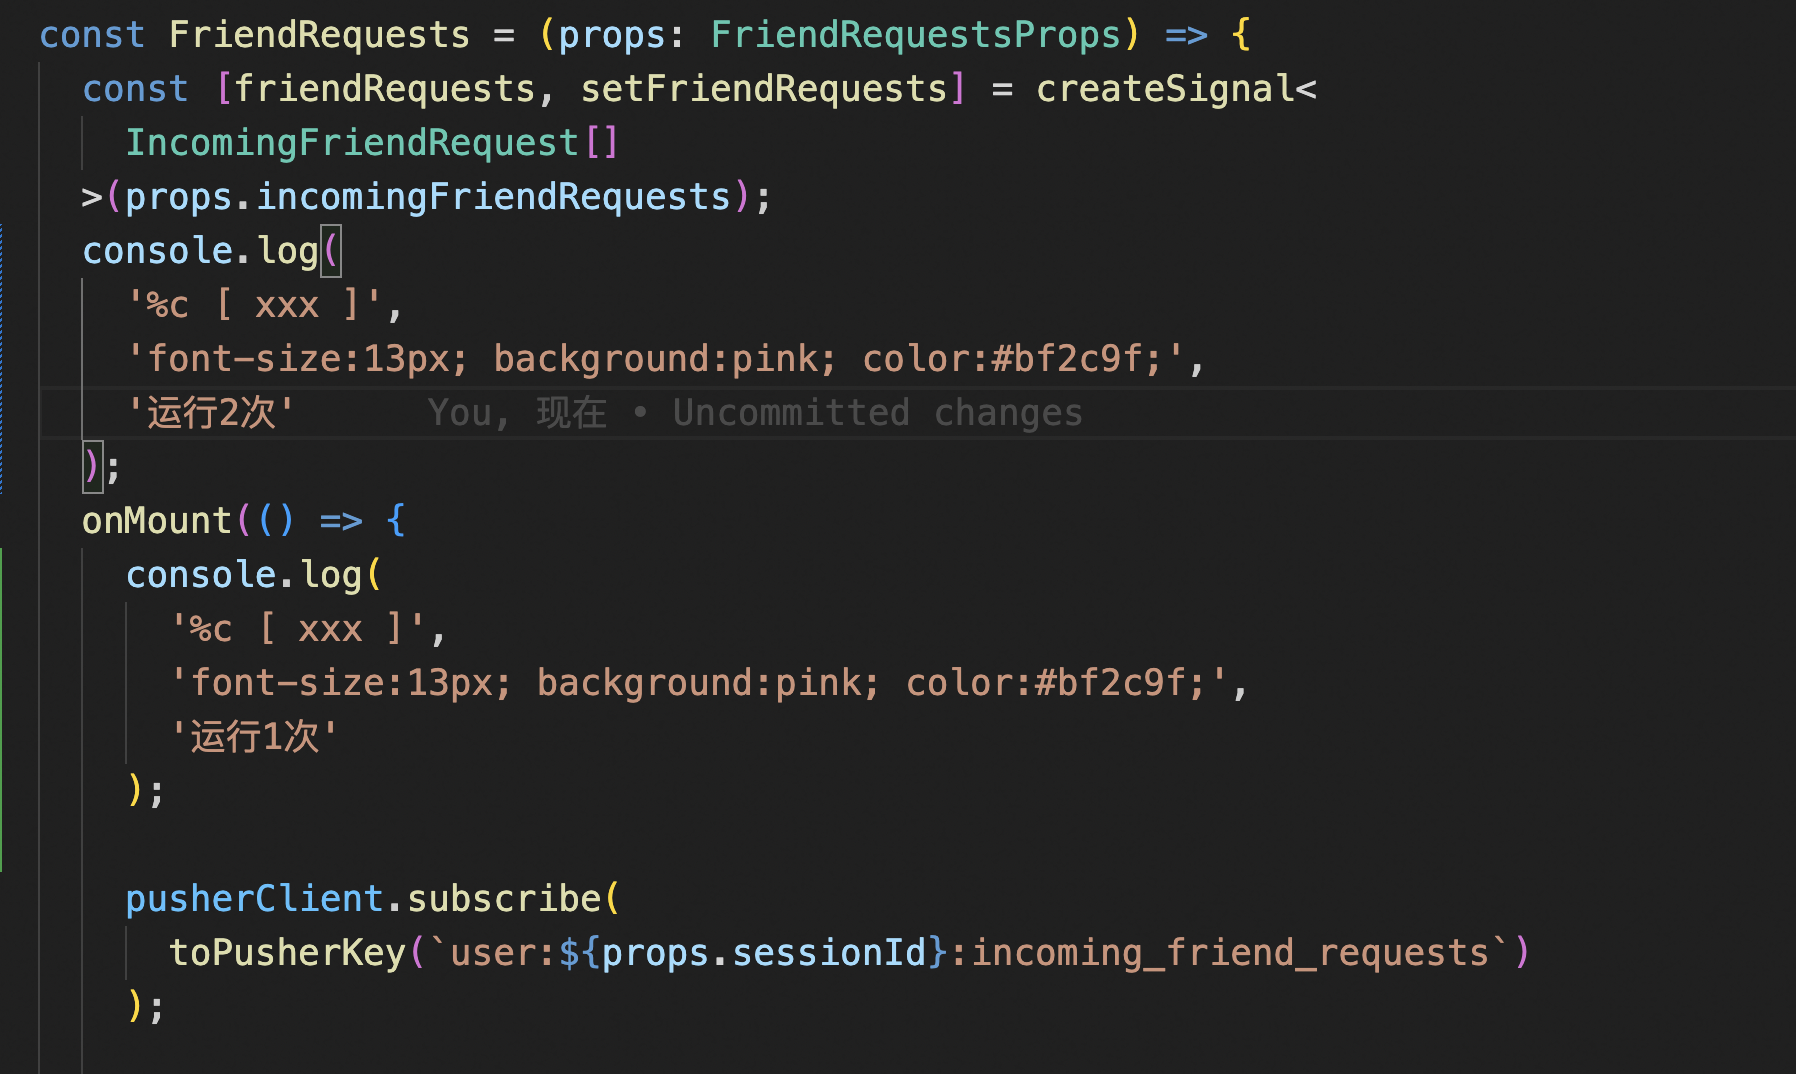 const FriendRequests = (props: FriendRequestsProps) => {
const [friendRequests, setFriendRequests] = createSignal<
IncomingFriendRequest[]
>(props.incomingFriendRequests);
console.log(
'%c [ xxx ]',
'font-size:13px; background:pink; color:#bf2c9f;',
'运行2次' You, 现在 • Uncommitted changes
);
onMount(() => {
console.log(
'%c [ xxx ]',
'font-size:13px; background:pink; color:#bf2c9f;',
'运行1次'
);
pusherClient.subscribe(
toPusherKey(`user:${props.sessionId}:incoming_friend_requests`)
);